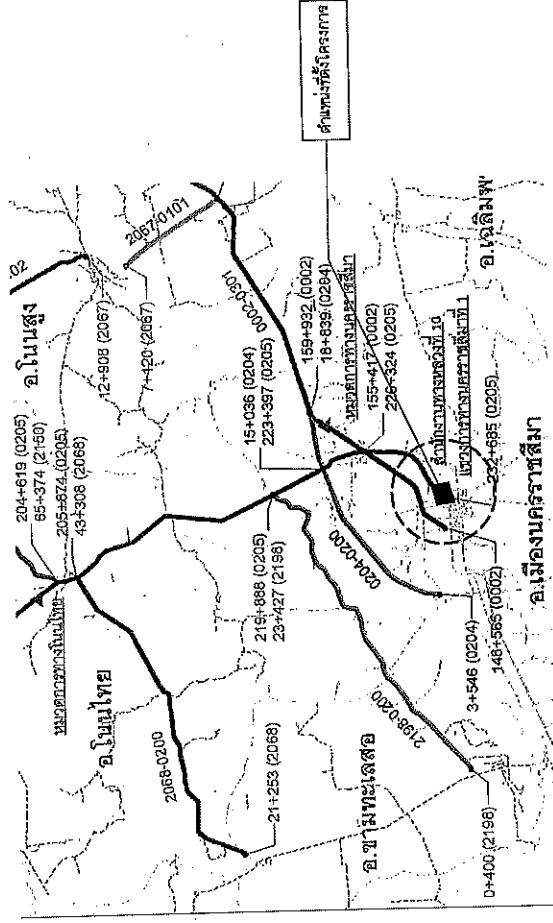 -02
อ.โนนสูง
2067-0101
204+619 (0205)
65+374 (2150)
205+674 (0205)
43+308 (2068)
12+908 (2067)
7+420 (2067)
0002-0301
หมวดการทางโนนไทย
อ.โนนไทย
2068-0200
15+036 (0204)
223+397 (0205)
159+932 (0002)
18+839 (0204)
ตำแหน่งที่ตั้งโครงการ
หมวดการทางนครราชสีมา
155+417 (0002)
219+888 (0205)
23+427 (2198)
สำนักงานทางหลวงที่ 10
แขวงการทางนครราชสีมาที่ 1
0204-0200
232+685 (0205)
อ.เฉลิมพ
21+253 (2068)
2198-0200
3+546 (0204)
148+565 (0002)
อ.เมืองนครราชสีมา
อ.ขามทะเลสอ
0+400 (2198)